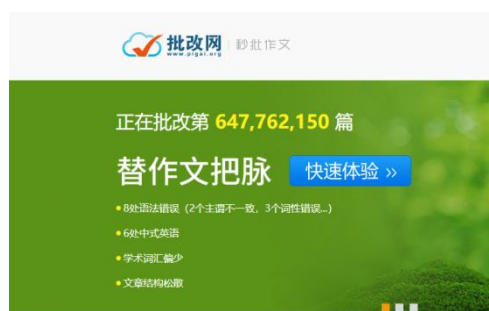 批改网 秒批作文
www.pigai.org
正在批改第 647,762,150 篇
替作文把脉 快速体验 »
•8处语法错误（2个主谓不一致，3个词性错误...)
•6处中式英语
•学术词汇偏少
•文章结构松散